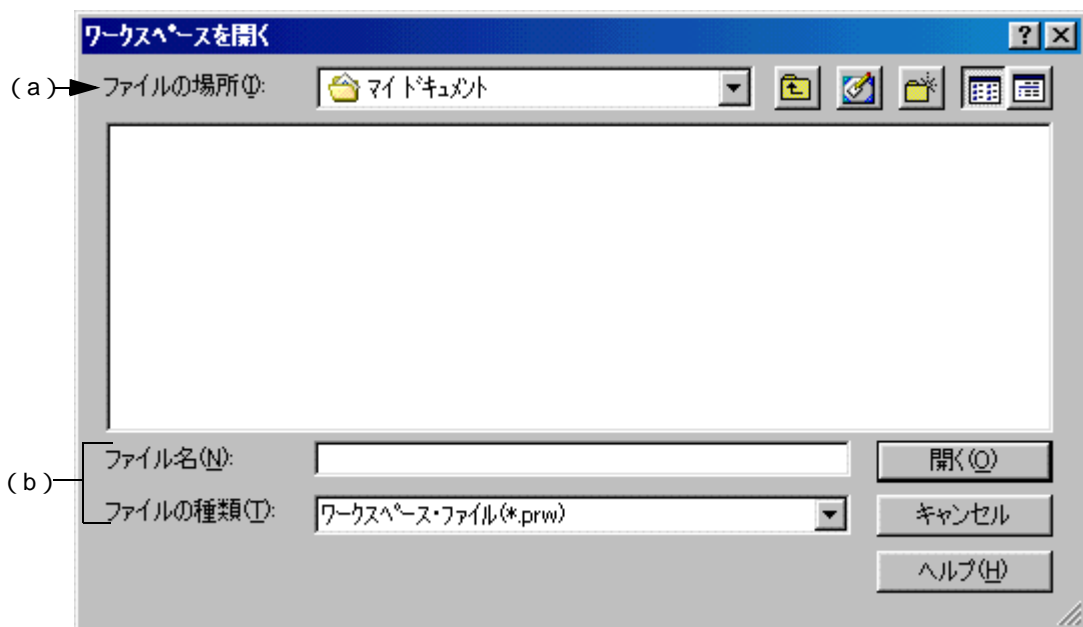 ワークスペースを開く
(a) ファイルの場所(I): マイ ドキュメント
ファイル名(N): 開く(O)
(b)
ファイルの種類(T): ワークスペース・ファイル(*.prw) キャンセル
ヘルプ(H)